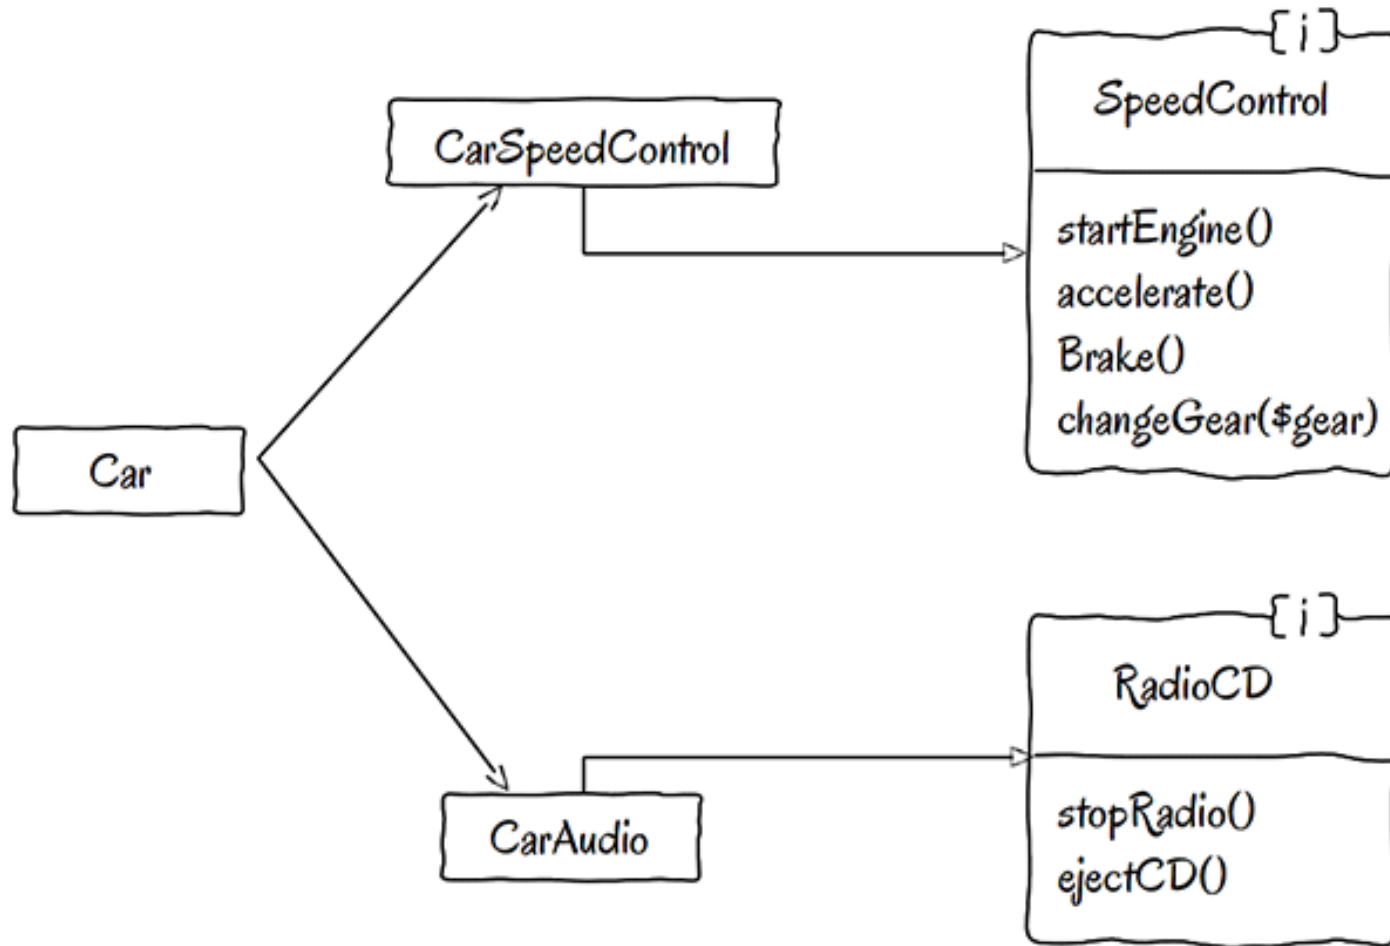 [i]
SpeedControl
CarSpeedControl
startEngine()
accelerate()
Brake()
changeGear($gear)
Car
[i]
RadioCD
stopRadio()
ejectCD()
CarAudio